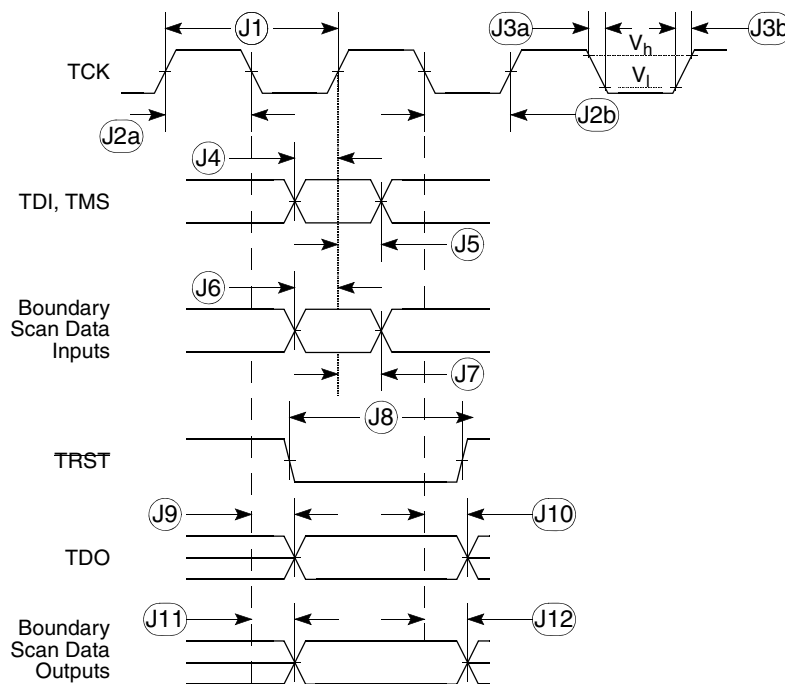 J1
J3a
J3b
Vh
TCK
Vl
J2a
J2b
J4
TDI, TMS
J5
J6
Boundary
Scan Data
Inputs
J7
J8
TRST
J9
J10
TDO
J11
J12
Boundary
Scan Data
Outputs